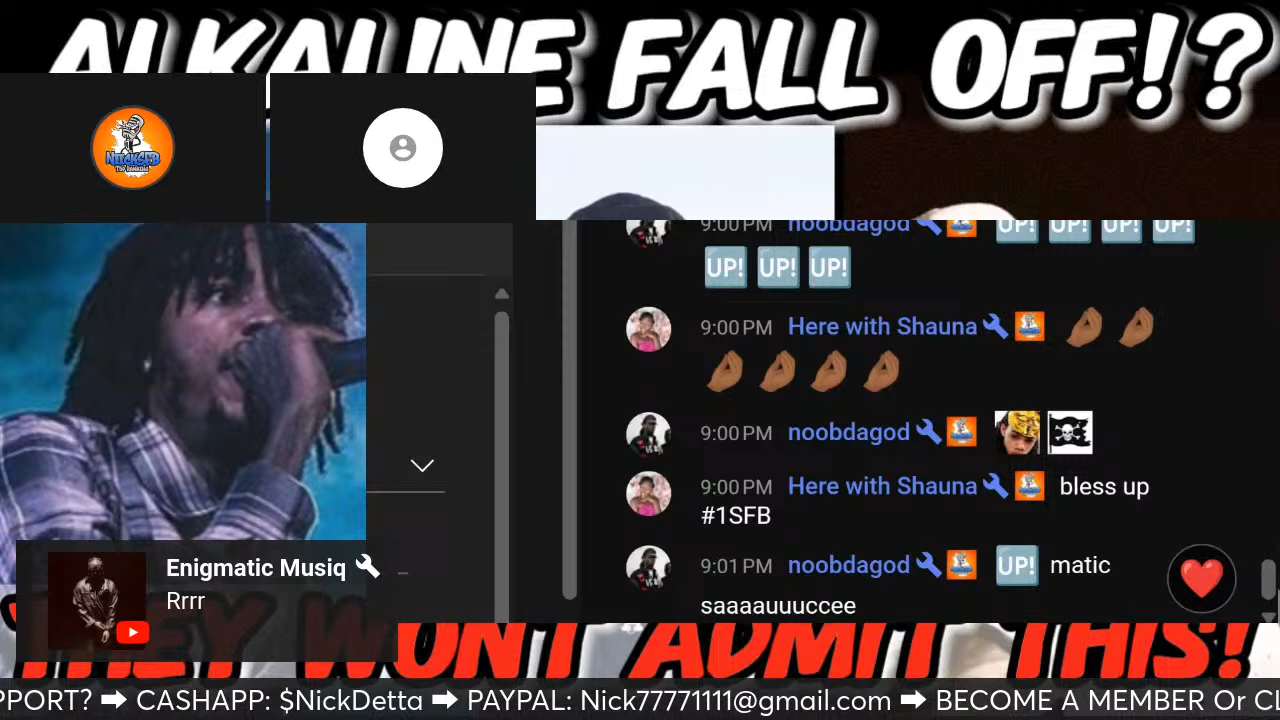 ALKALINE FALL OFF!?
NICKSFB
9:00 PM noobdagod UP! UP! UP! UP!
UP! UP! UP!
9:00 PM Here with Shauna
9:00 PM noobdagod
9:00 PM Here with Shauna bless up
#1SFB
9:01 PM noobdagod UP! matic
saaaauuuccee
Enigmatic Musiq
Rrrr
THEY WONT ADMIT THIS!
PPORT? ➡ CASHAPP: $NickDetta ➡ PAYPAL: Nick77771111@gmail.com ➡ BECOME A MEMBER Or CL